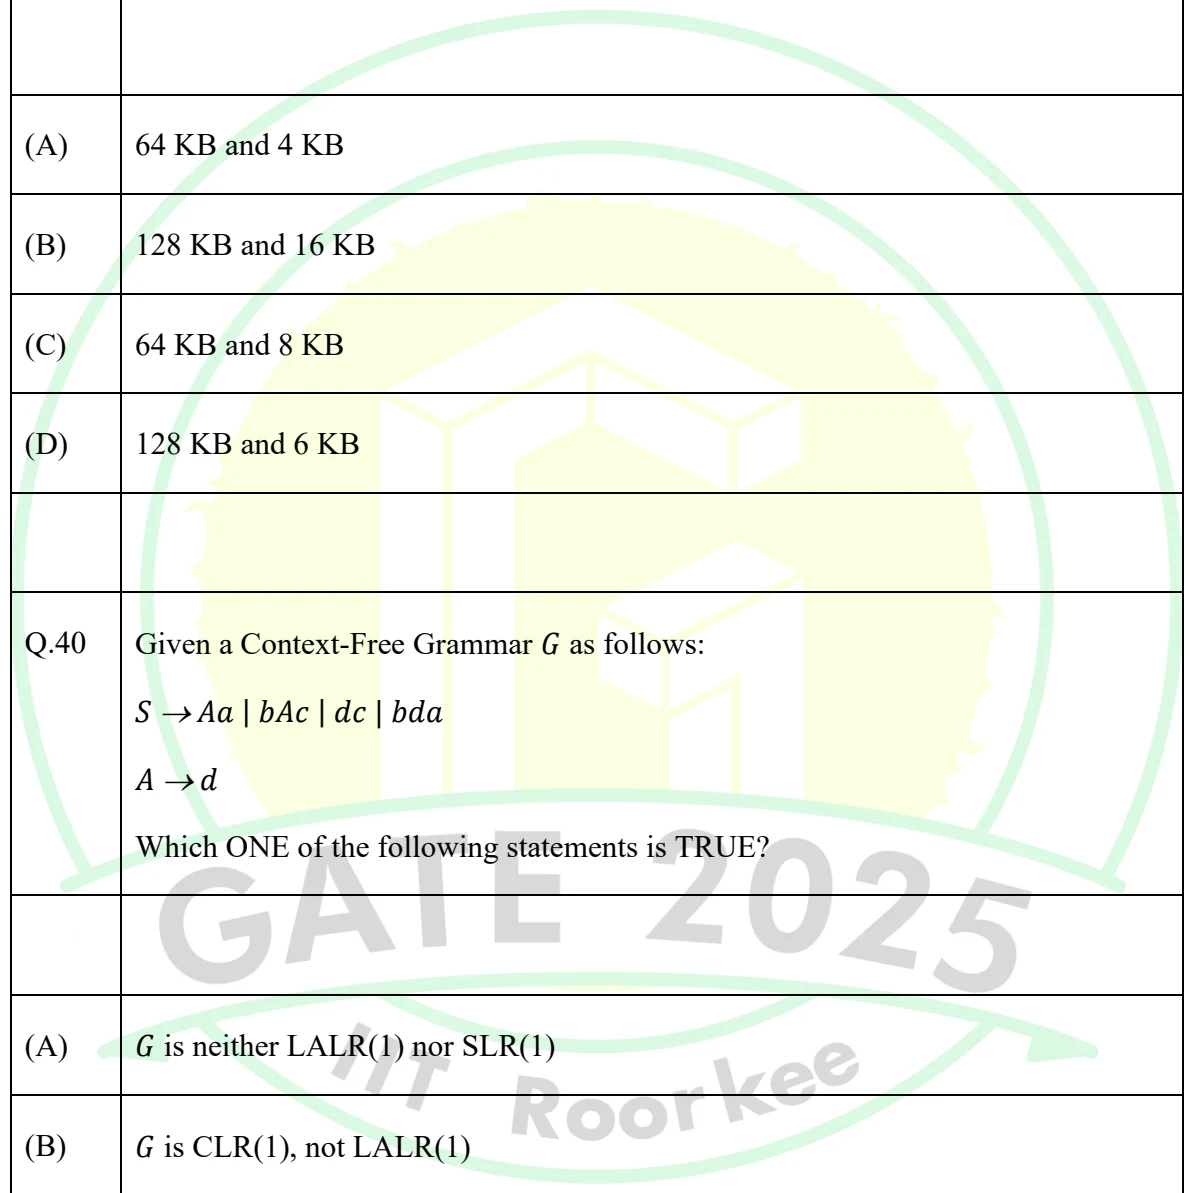 (A) 64 KB and 4 KB
(B) 128 KB and 16 KB
(C) 64 KB and 8 KB
(D) 128 KB and 6 KB
Q.40 Given a Context-Free Grammar G as follows:
S → Aa | bAc | dc | bda
A → d
Which ONE of the following statements is TRUE?
GATE 2025
(A) G is neither LALR(1) nor SLR(1)
IIT Roorkee
(B) G is CLR(1), not LALR(1)